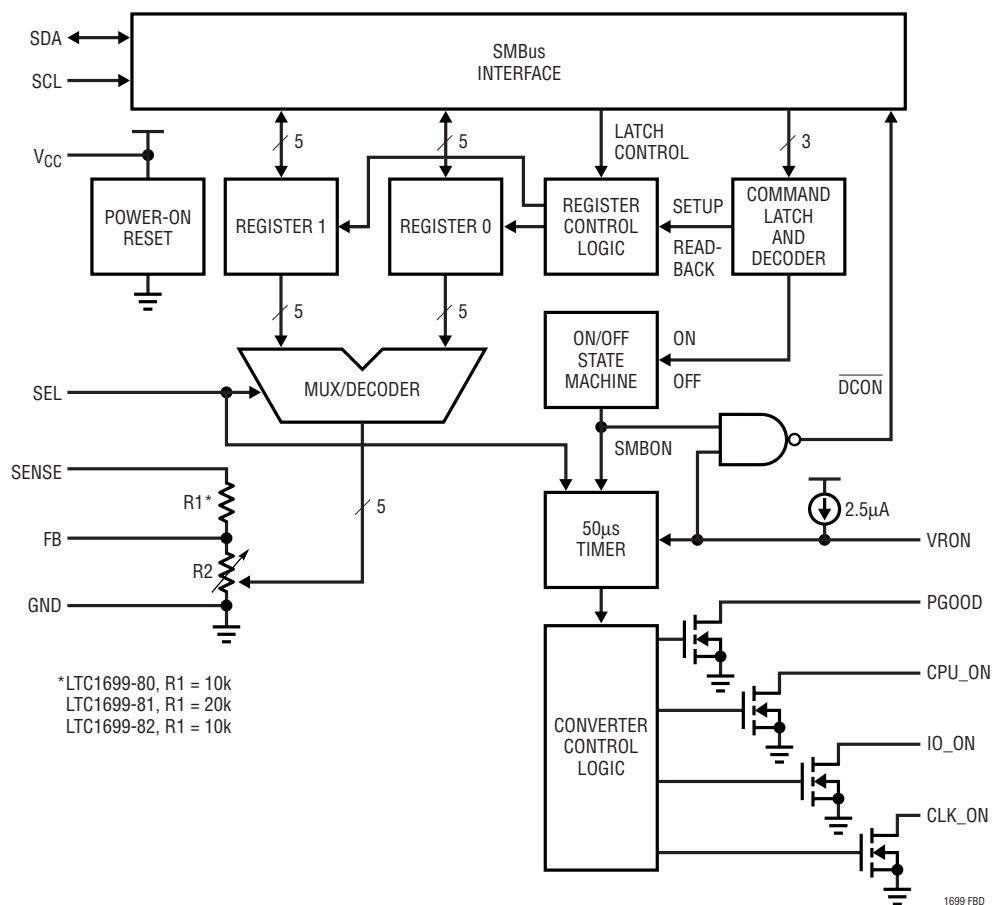 SDA
SMBus
INTERFACE
SCL
5
5
LATCH
CONTROL
3
VCC
POWER-ON
RESET
REGISTER 1
REGISTER 0
REGISTER
CONTROL
LOGIC
SETUP
READ-
BACK
COMMAND
LATCH
AND
DECODER
5
5
ON/OFF
STATE
MACHINE
ON
OFF
MUX/DECODER
DCON
SEL
SMBON
SENSE
R1*
5
50µs
TIMER
2.5µA
FB
VRON
R2
GND
PGOOD
*LTC1699-80, R1 = 10k
LTC1699-81, R1 = 20k
LTC1699-82, R1 = 10k
CPU_ON
CONVERTER
CONTROL
LOGIC
IO_ON
CLK_ON
1699 FBD